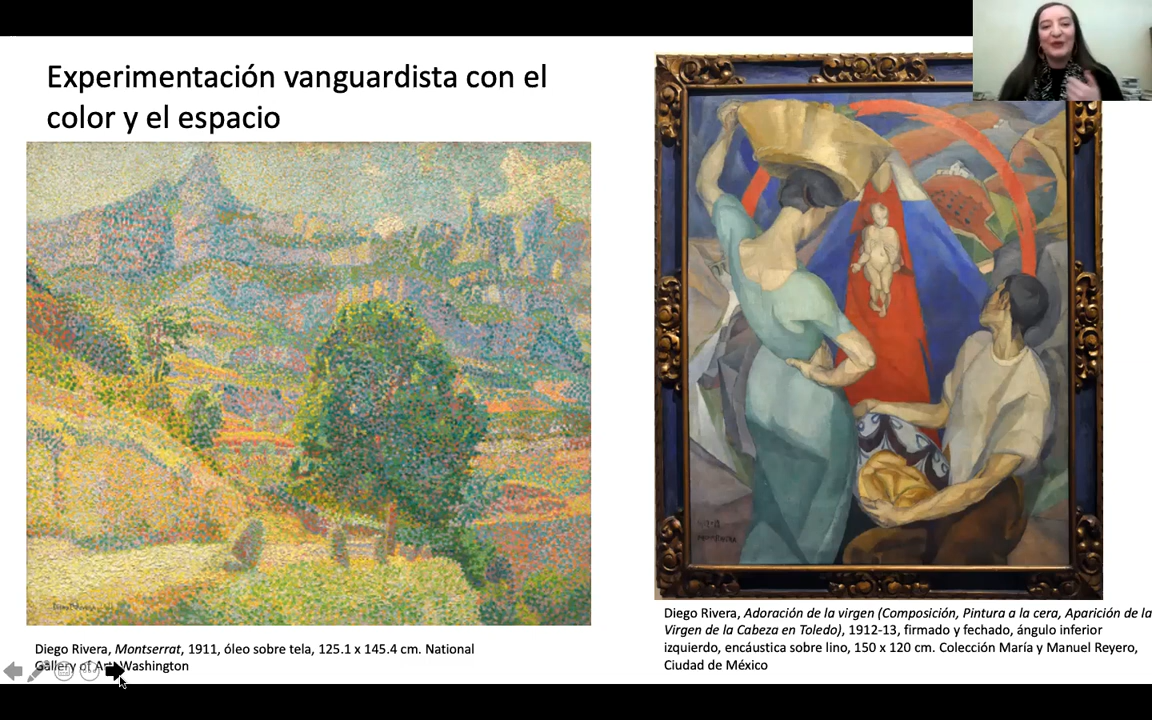 Experimentación vanguardista con el
color y el espacio
Diego Rivera, Montserrat, 1911, óleo sobre tela, 125.1 x 145.4 cm. National
Gallery of Art, Washington
Diego Rivera, Adoración de la virgen (Composición, Pintura a la cera, Aparición de la
Virgen de la Cabeza en Toledo), 1912-13, firmado y fechado, ángulo inferior
izquierdo, encáustica sobre lino, 150 x 120 cm. Colección María y Manuel Reyero,
Ciudad de México